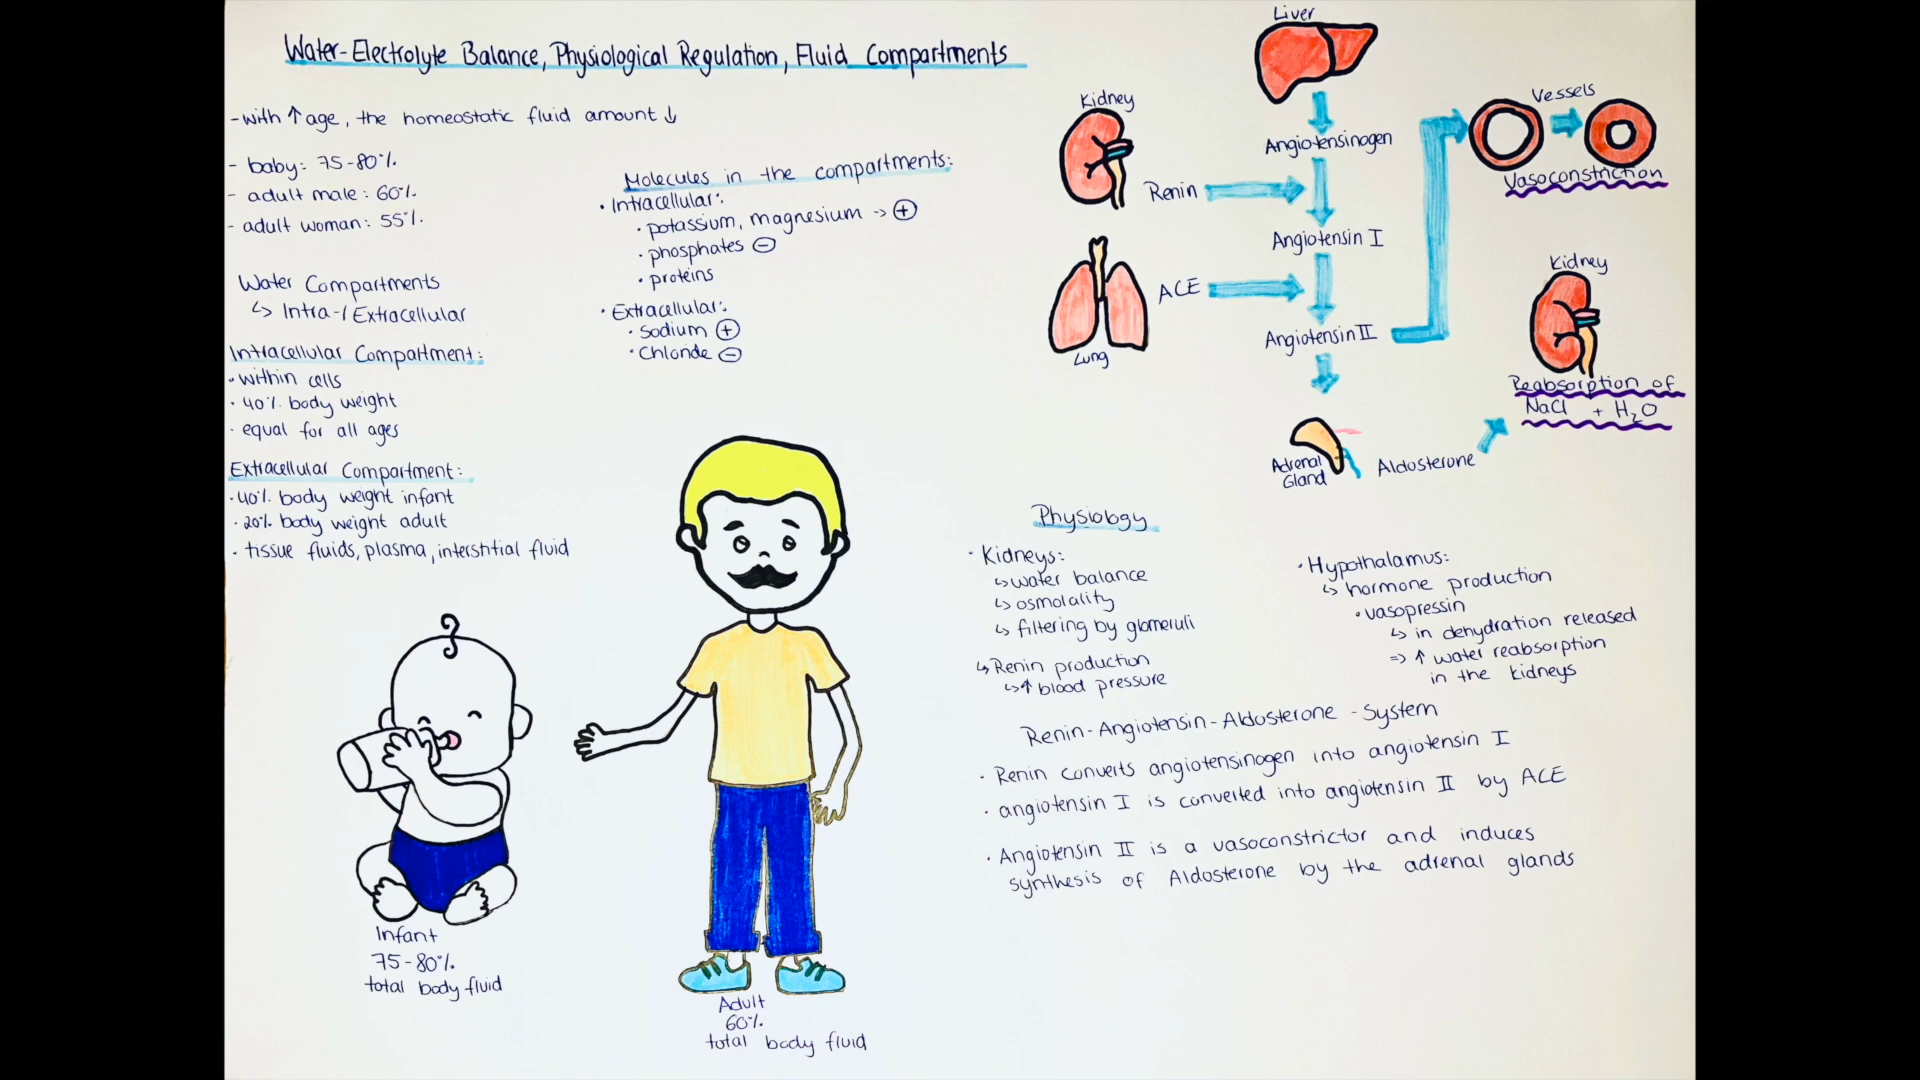 Water-Electrolyte Balance, Physiological Regulation, Fluid Compartments
- with ↑ age, the homeostatic fluid amount ↓
- baby: 75-80%
- adult male: 60%
- adult woman: 55%
Water Compartments
↳ Intra-/Extracellular
Intracellular Compartment:
• within cells
• 40% body weight
• equal for all ages
Extracellular Compartment:
• 40% body weight infant
• 20% body weight adult
• tissue fluids, plasma, interstitial fluid
Molecules in the compartments:
• Intracellular:
• potassium, magnesium -> ⊕
• phosphates ⊖
• proteins
• Extracellular:
• Sodium ⊕
• Chloride ⊖
Infant
75-80%
total body fluid
Adult
60%
total body fluid
Liver
Kidney
Angiotensinogen
Renin
Angiotensin I
ACE
Lung
Angiotensin II
Vessels
Vasoconstriction
Kidney
Reabsorption of
NaCl + H₂O
Adrenal
Gland
Aldosterone
Physiology
• Kidneys:
↳ water balance
↳ osmolality
↳ filtering by glomeruli
↳ Renin production
↳ ↑ blood pressure
• Hypothalamus:
↳ hormone production
• vasopressin
↳ in dehydration released
=> ↑ water reabsorption
in the kidneys
Renin-Angiotensin-Aldosterone-System
• Renin converts angiotensinogen into angiotensin I
• angiotensin I is converted into angiotensin II by ACE
• Angiotensin II is a vasoconstrictor and induces
synthesis of Aldosterone by the adrenal glands